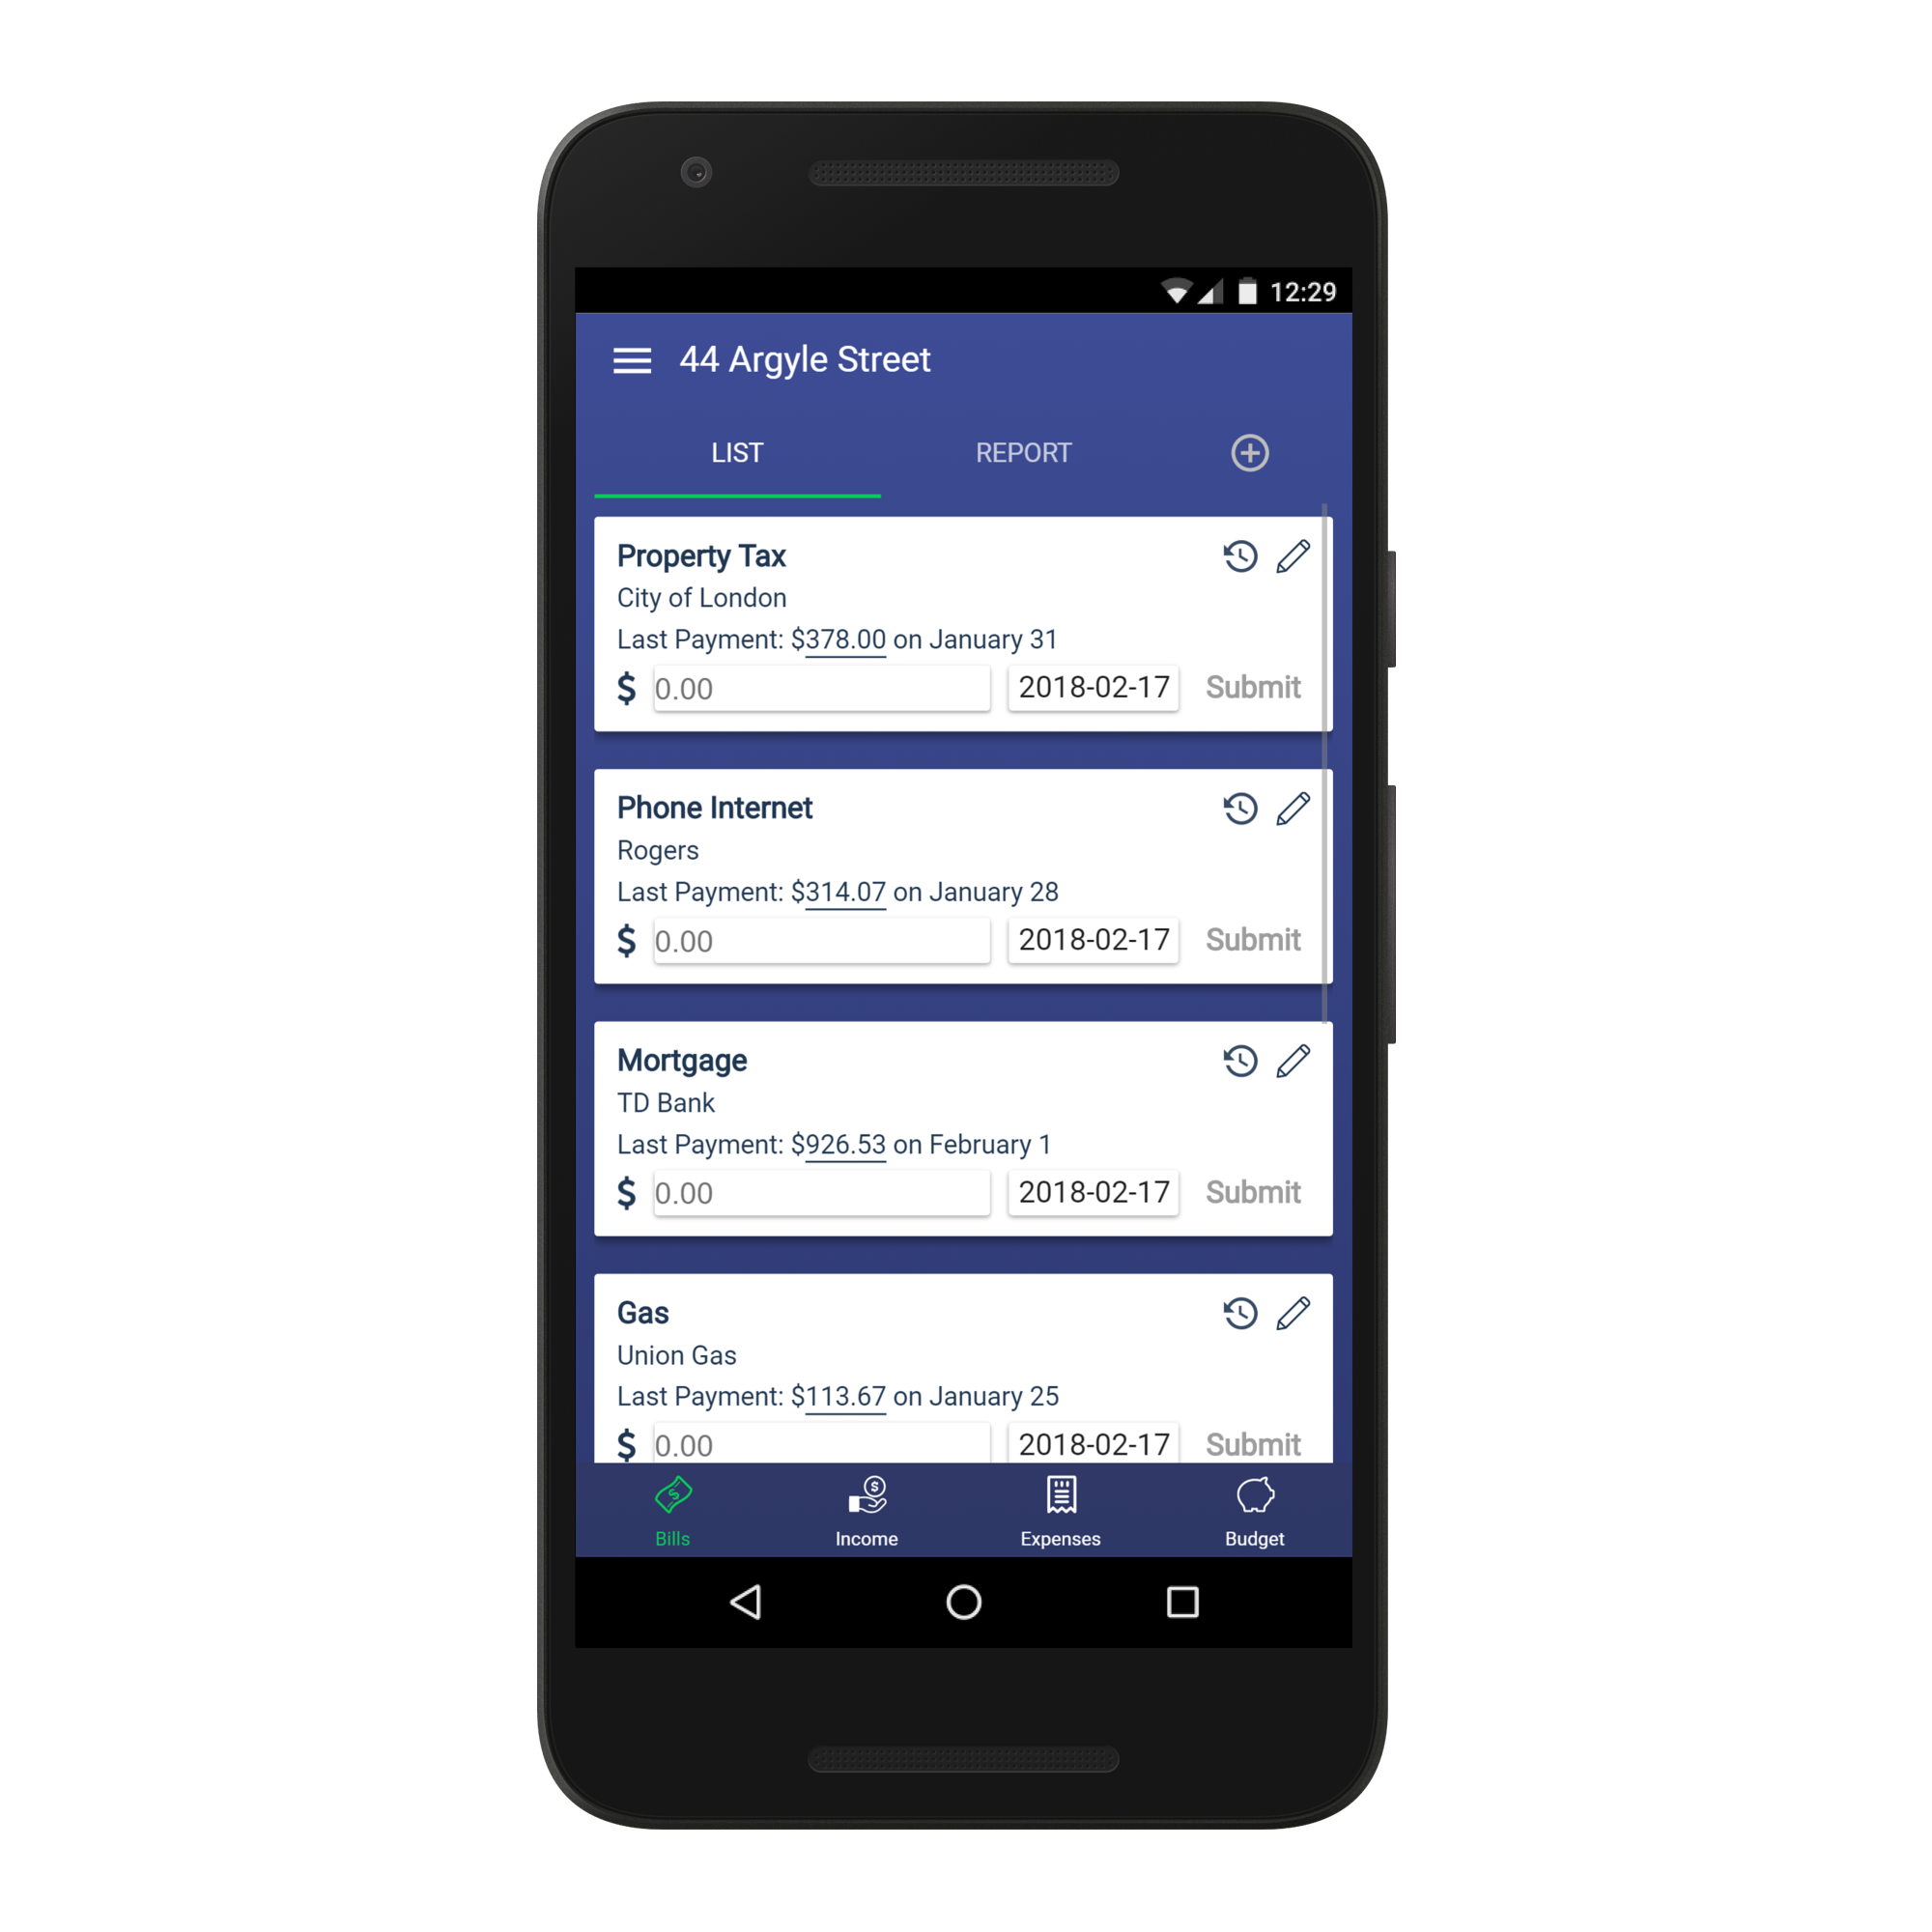 12:29
44 Argyle Street
LIST REPORT
Property Tax
City of London
Last Payment: $378.00 on January 31
$ 0.00 2018-02-17 Submit
Phone Internet
Rogers
Last Payment: $314.07 on January 28
$ 0.00 2018-02-17 Submit
Mortgage
TD Bank
Last Payment: $926.53 on February 1
$ 0.00 2018-02-17 Submit
Gas
Union Gas
Last Payment: $113.67 on January 25
$ 0.00 2018-02-17 Submit
Bills Income Expenses Budget